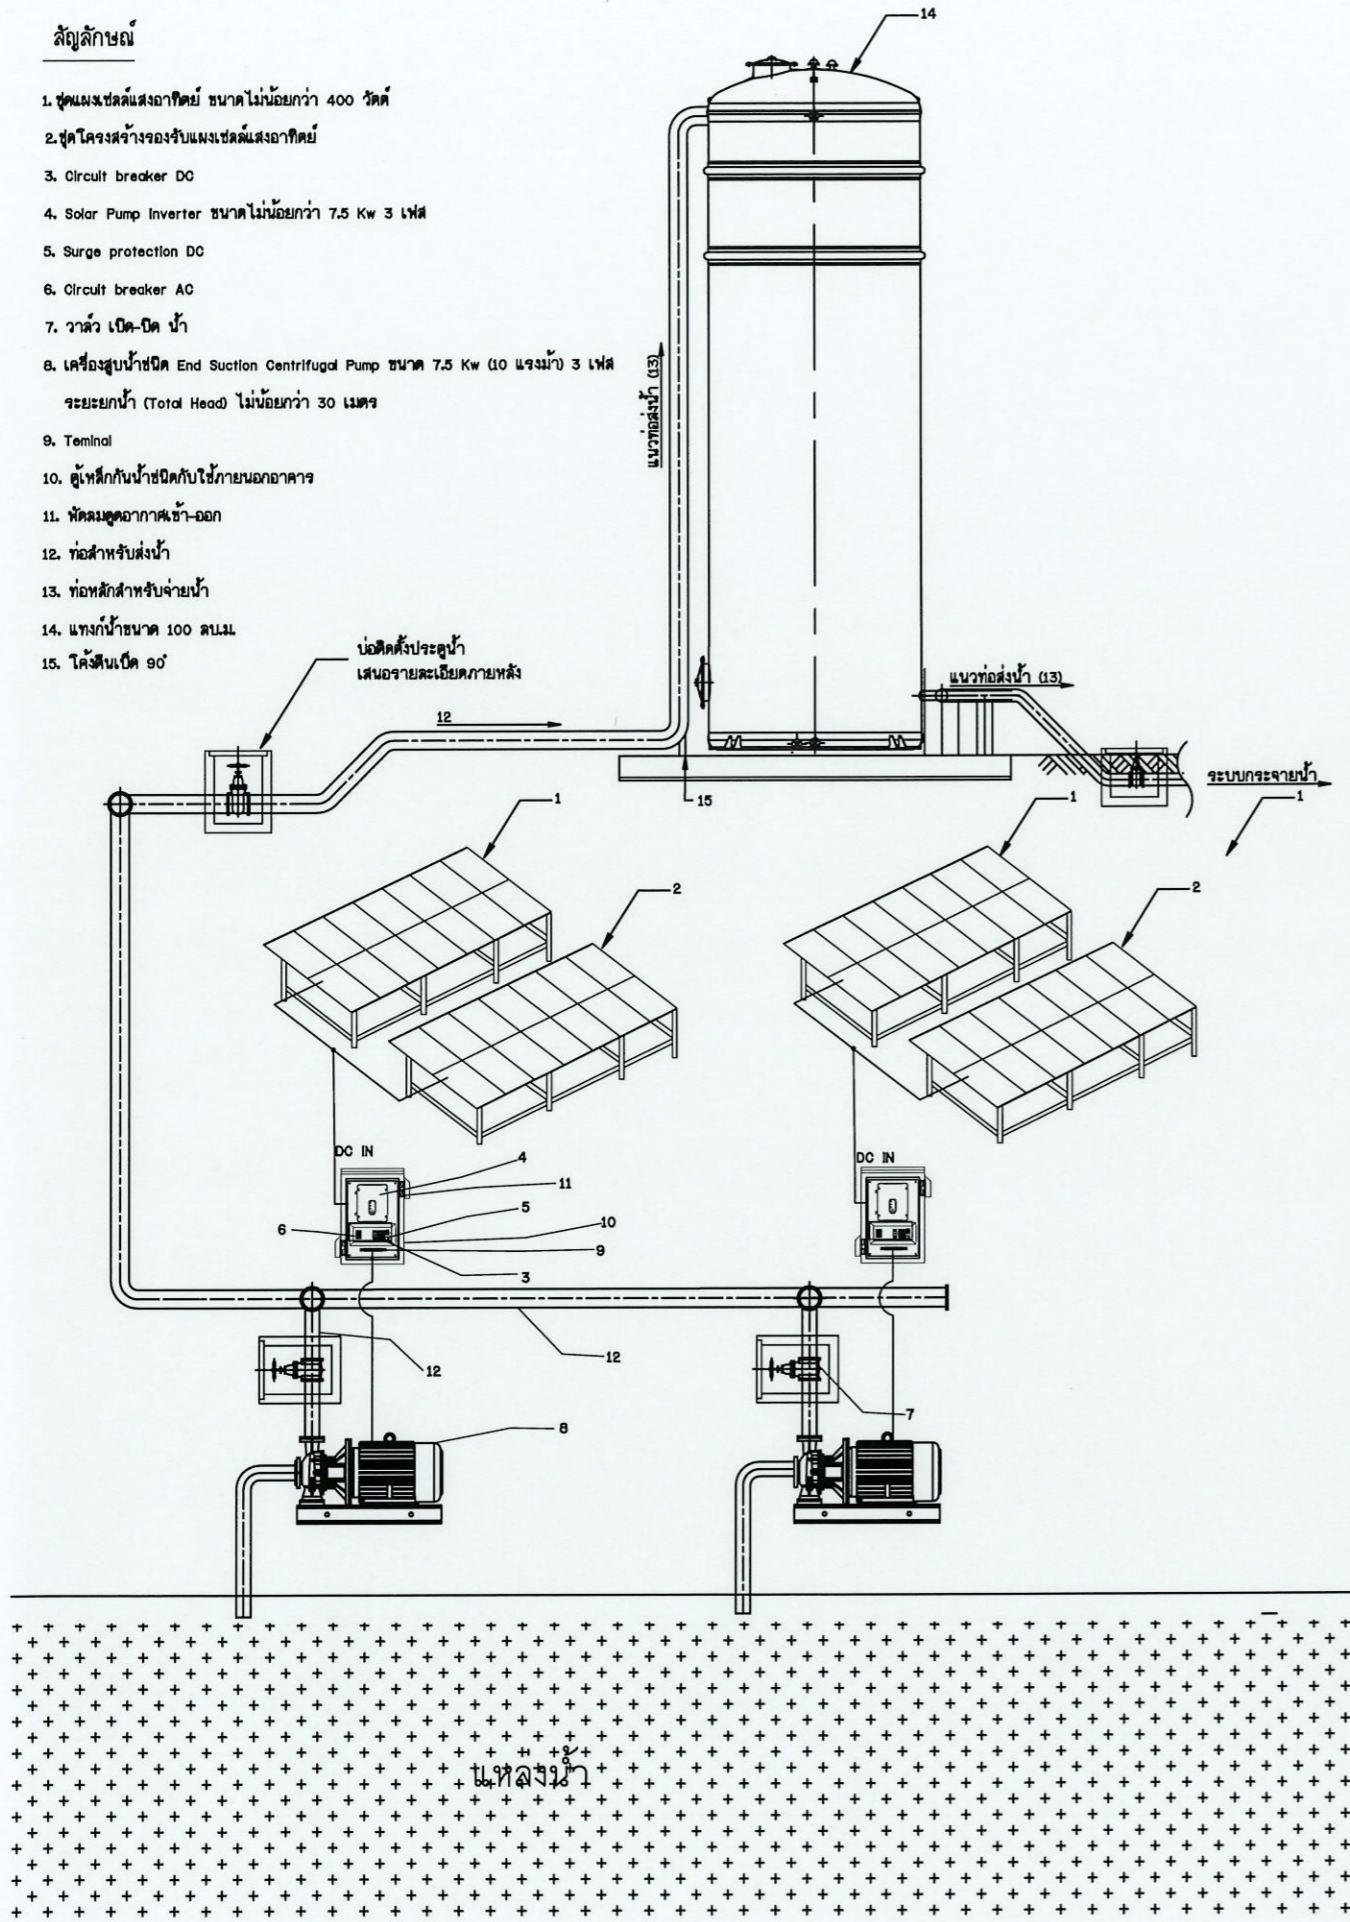 สัญลักษณ์
1. ชุดแผงเซลล์แสงอาทิตย์ ขนาดไม่น้อยกว่า 400 วัตต์
2. ชุดโครงสร้างรองรับแผงเซลล์แสงอาทิตย์
3. Circuit breaker DC
4. Solar Pump Inverter ขนาดไม่น้อยกว่า 7.5 Kw 3 เฟส
5. Surge protection DC
6. Circuit breaker AC
7. วาล์ว เปิด-ปิด น้ำ
8. เครื่องสูบน้ำชนิด End Suction Centrifugal Pump ขนาด 7.5 Kw (10 แรงม้า) 3 เฟส
ระยะยกน้ำ (Total Head) ไม่น้อยกว่า 30 เมตร
9. Teminal
10. ตู้เหล็กกันน้ำชนิดกับใช้ภายนอกอาคาร
11. พัดลมดูดอากาศเข้า-ออก
12. ท่อสำหรับส่งน้ำ
13. ท่อหลักสำหรับจ่ายน้ำ
14. แทงก์น้ำขนาด 100 ลบ.ม.
15. โค้งตีนเป็ด 90°
14
แนวท่อส่งน้ำ (13)
บ่อติดตั้งประตูน้ำ
เสนอรายละเอียดภายหลัง
12
แนวท่อส่งน้ำ (13)
ระบบกระจายน้ำ
15
1
1
1
2
2
DC IN
DC IN
4
11
5
6
10
9
3
12
12
7
8
แหล่งน้ำ